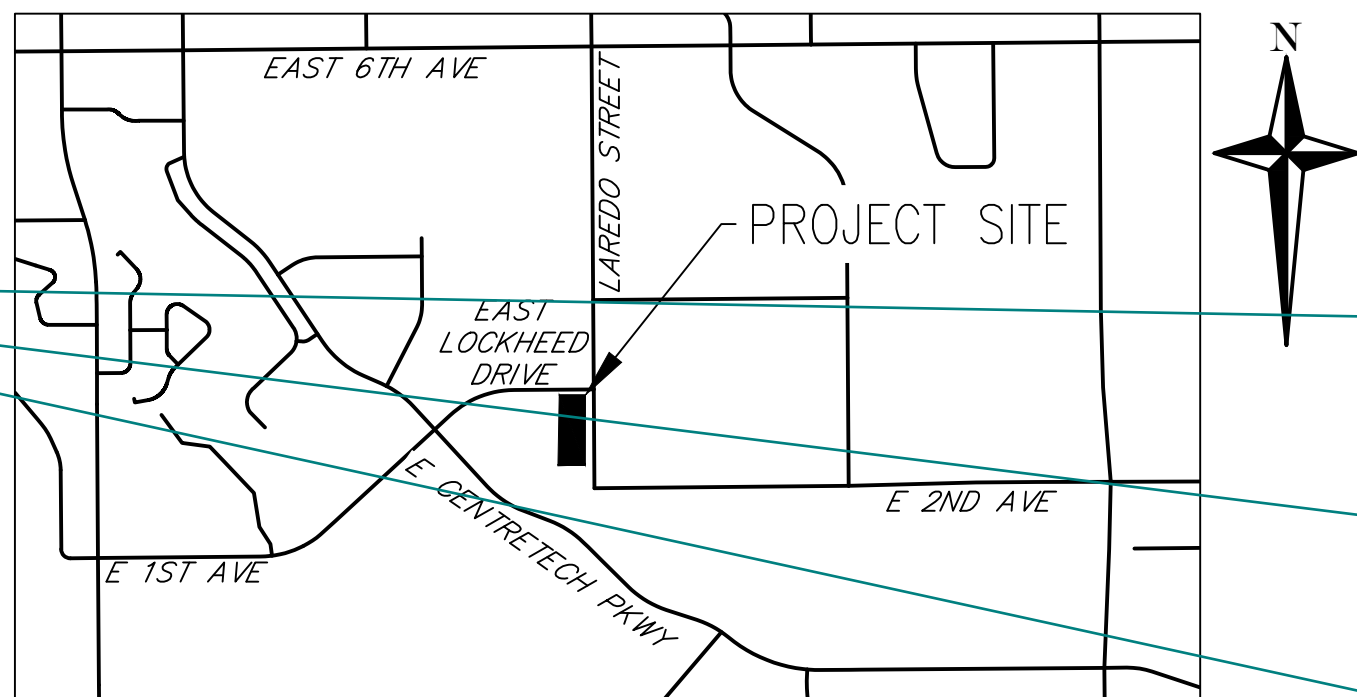 N
EAST 6TH AVE
LAREDO STREET
PROJECT SITE
EAST
LOCKHEED
DRIVE
E CENTRETECH PKWY
E 2ND AVE
E 1ST AVE